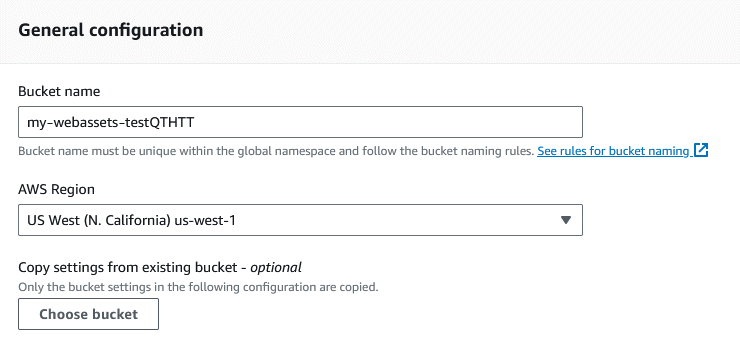 General configuration
Bucket name
my-webassets-testQTHTT
Bucket name must be unique within the global namespace and follow the bucket naming rules. See rules for bucket naming
AWS Region
US West (N. California) us-west-1
Copy settings from existing bucket - optional
Only the bucket settings in the following configuration are copied.
Choose bucket